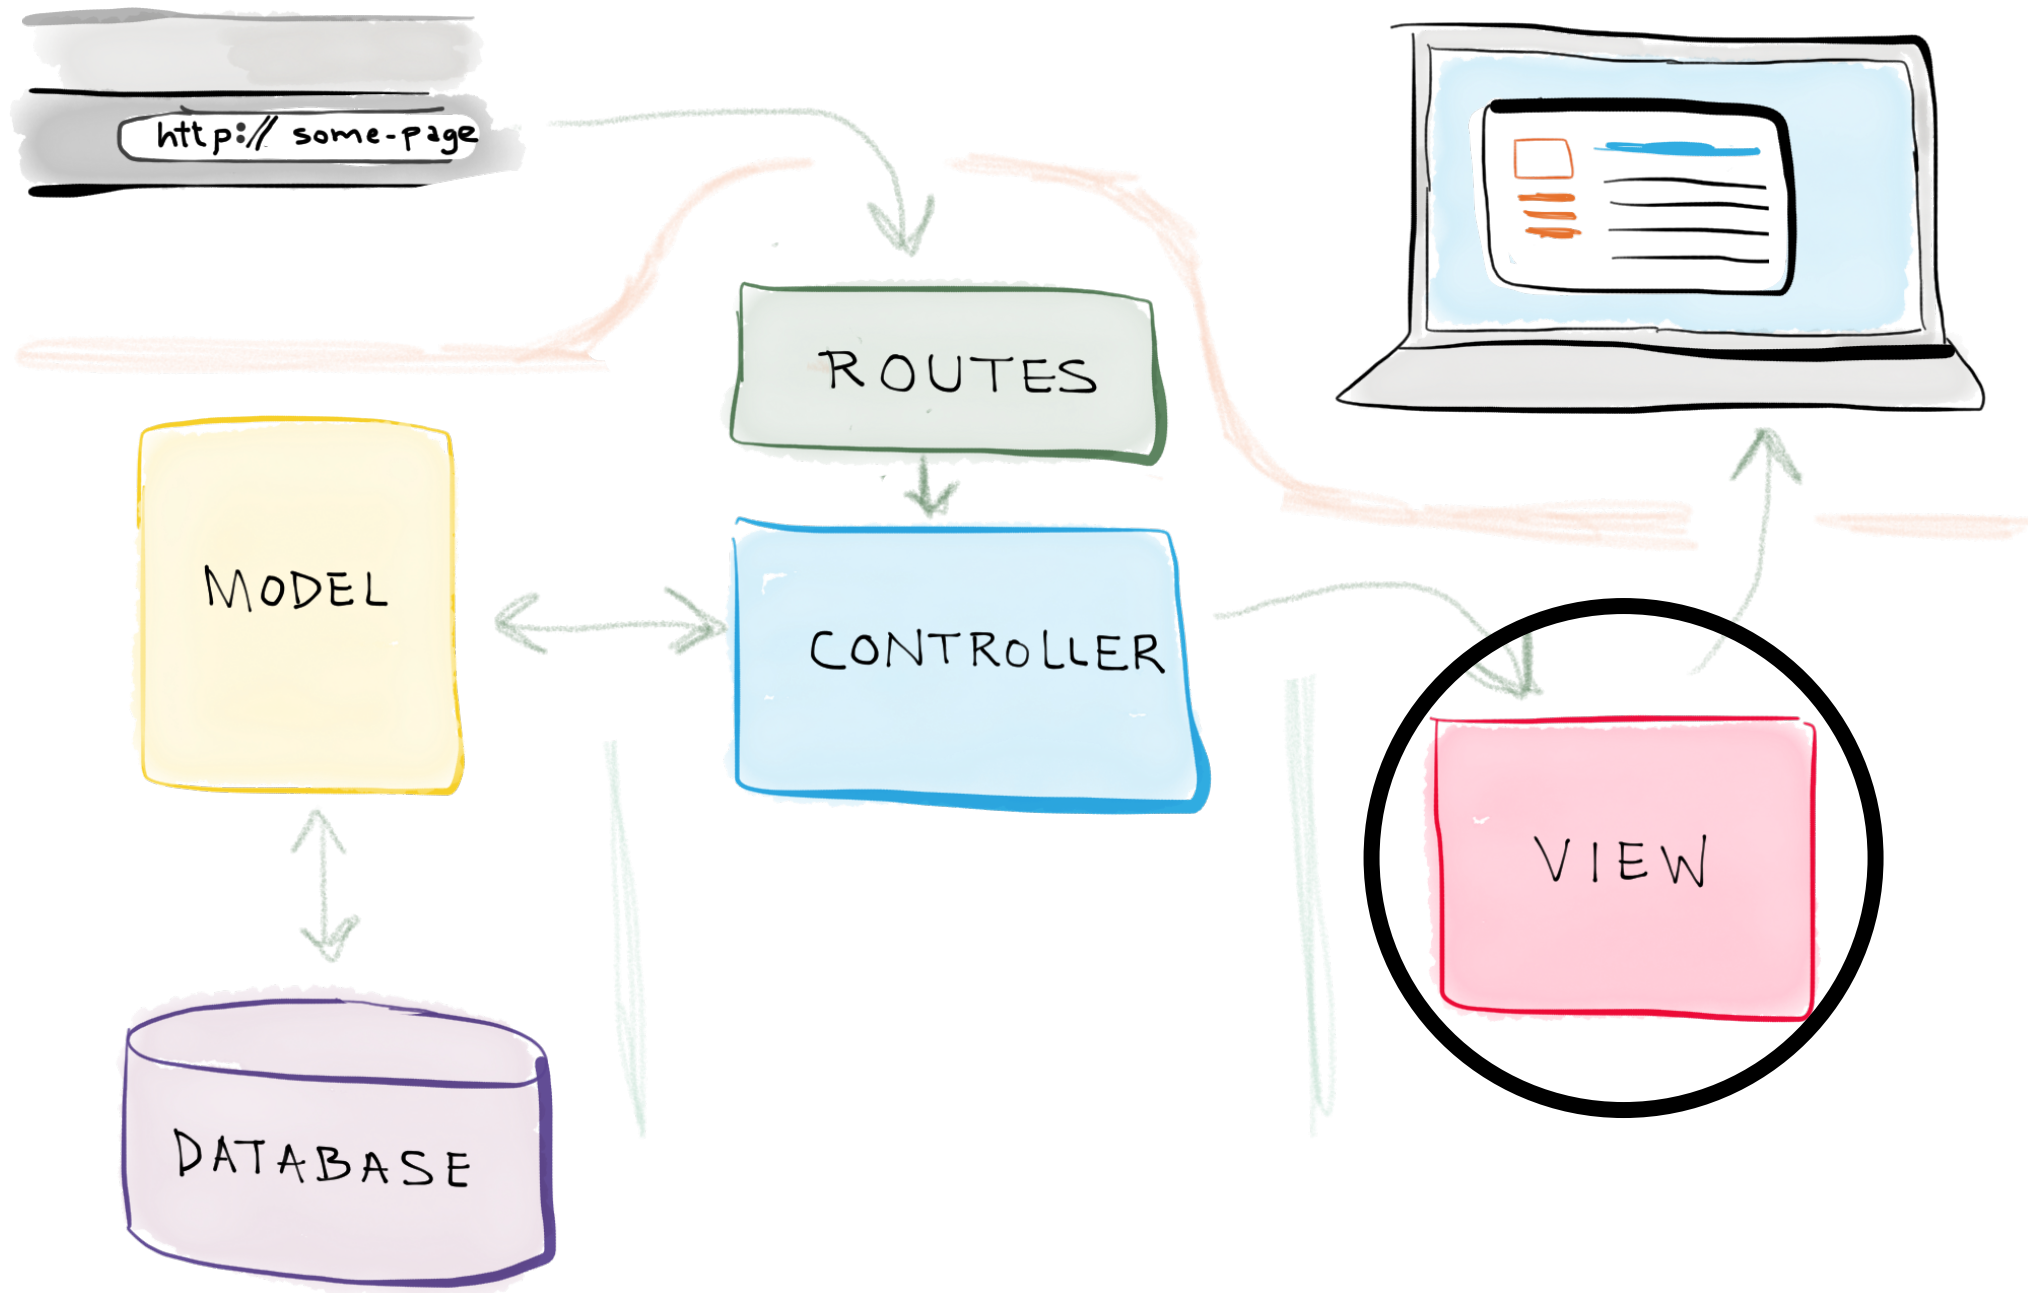 http:// some-page
ROUTES
MODEL
CONTROLLER
VIEW
DATABASE